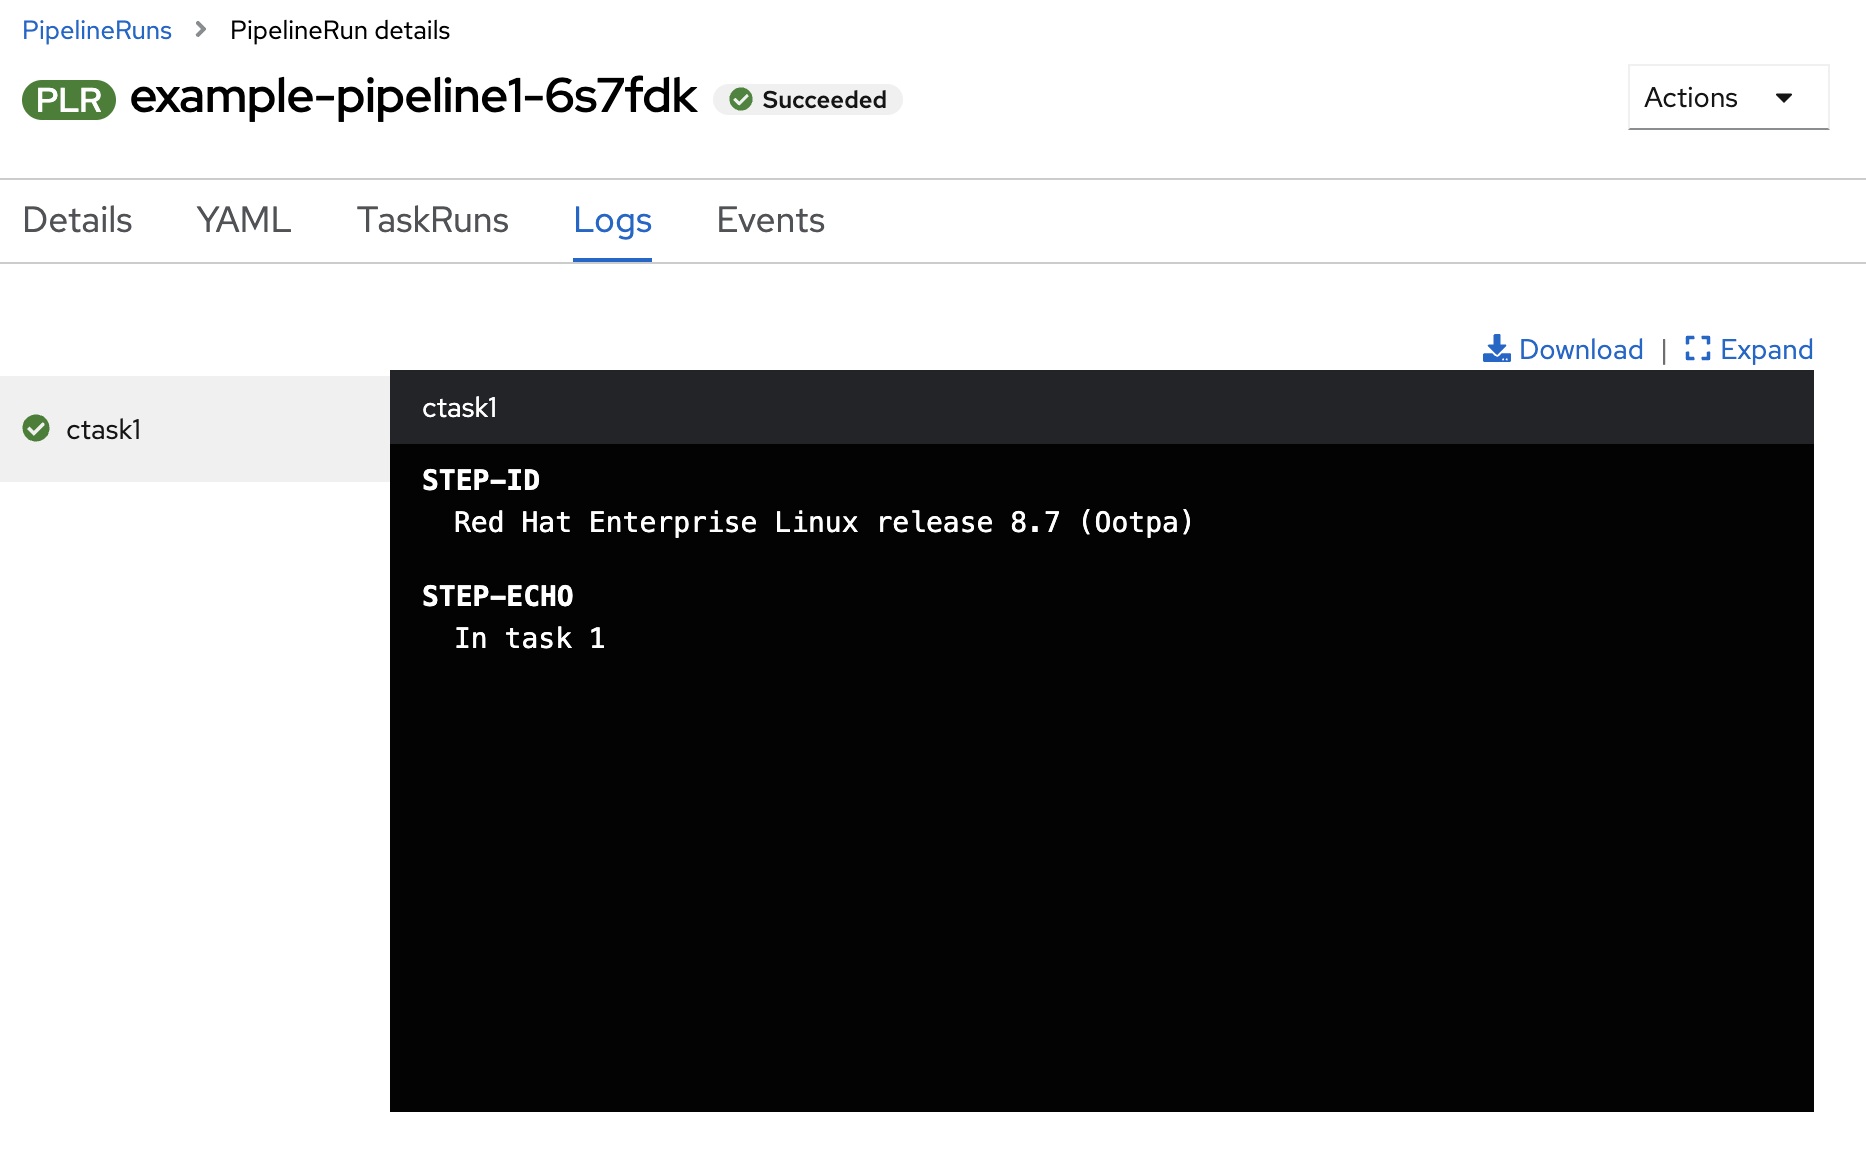 PipelineRuns > PipelineRun details
PLR example-pipeline1-6s7fdk Succeeded
Actions
Details YAML TaskRuns Logs Events
Download | Expand
ctask1
ctask1
STEP-ID
Red Hat Enterprise Linux release 8.7 (Ootpa)
STEP-ECHO
In task 1